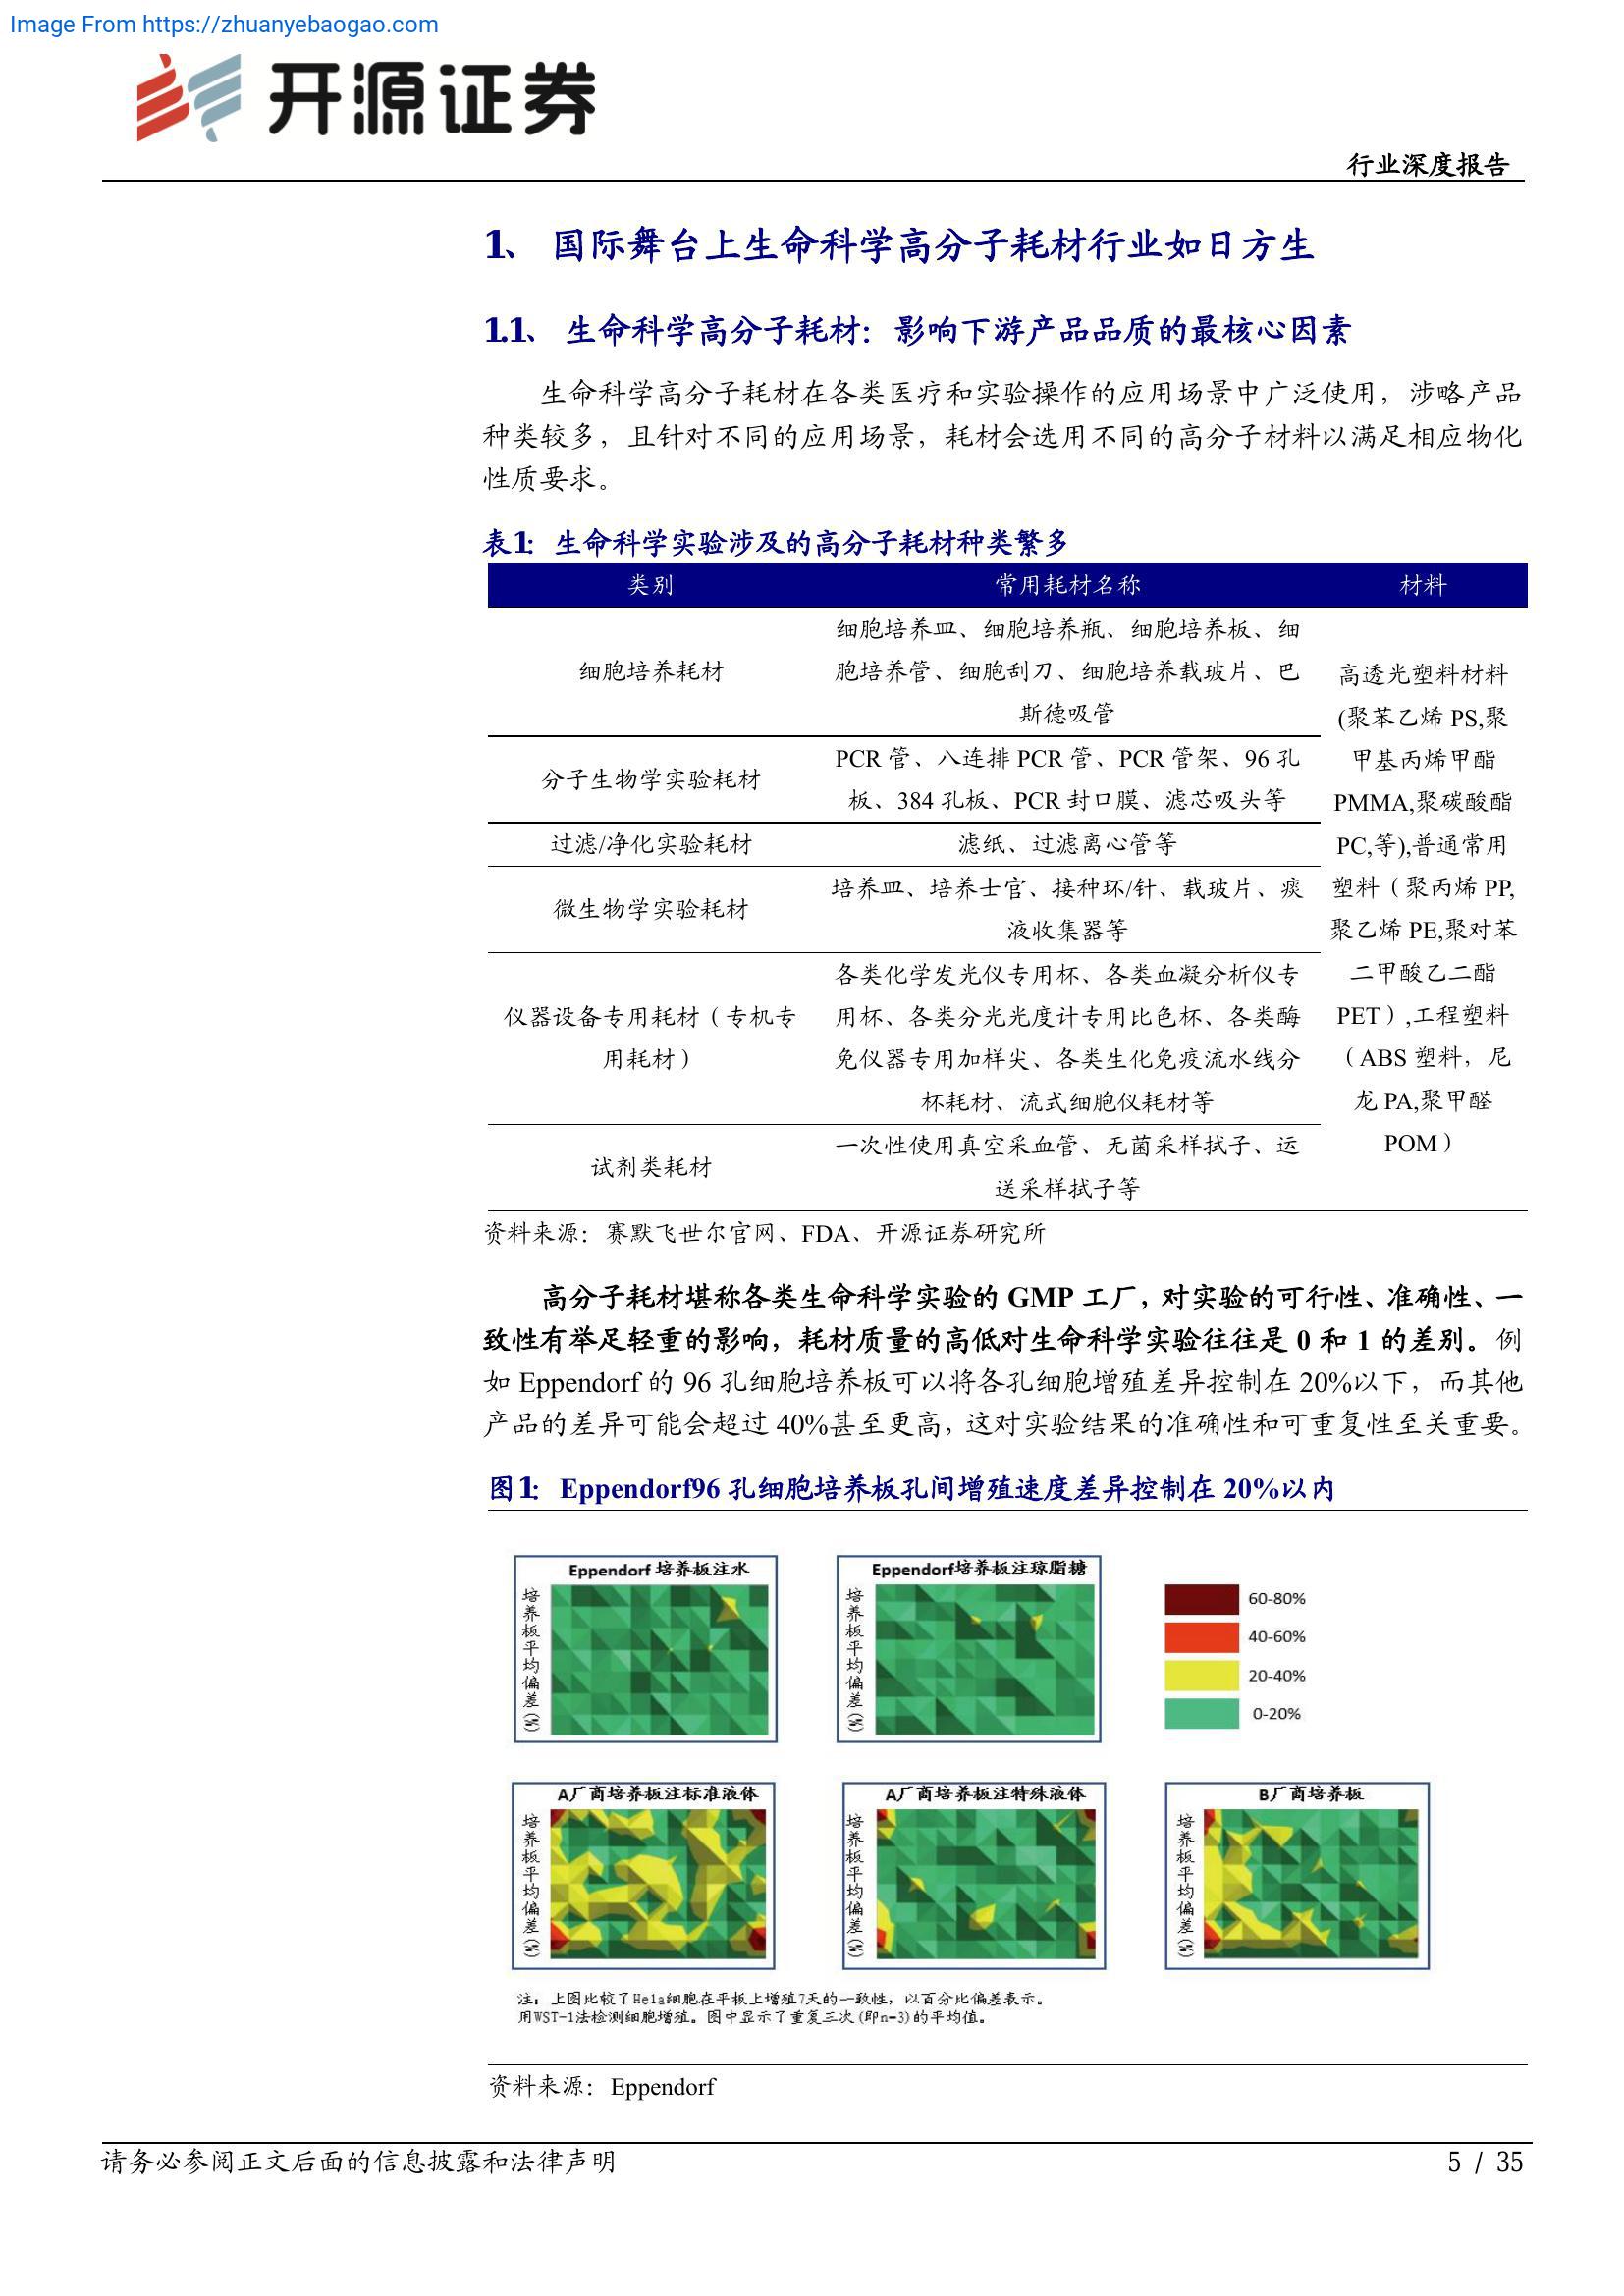 Image From https://zhuanyebaogao.com
开源证券
行业深度报告
1、 国际舞台上生命科学高分子耗材行业如日方生
1.1、 生命科学高分子耗材：影响下游产品品质的最核心因素
生命科学高分子耗材在各类医疗和实验操作的应用场景中广泛使用，涉略产品
种类较多，且针对不同的应用场景，耗材会选用不同的高分子材料以满足相应物化
性质要求。
表1： 生命科学实验涉及的高分子耗材种类繁多
类别 常用耗材名称 材料
细胞培养耗材
细胞培养皿、细胞培养瓶、细胞培养板、细
胞培养管、细胞刮刀、细胞培养载玻片、巴
斯德吸管
分子生物学实验耗材
PCR 管、八连排 PCR 管、PCR 管架、96 孔
板、384 孔板、PCR 封口膜、滤芯吸头等
过滤/净化实验耗材
滤纸、过滤离心管等
微生物学实验耗材
培养皿、培养士官、接种环/针、载玻片、痰
液收集器等
仪器设备专用耗材（专机专
用耗材）
各类化学发光仪专用杯、各类血凝分析仪专
用杯、各类分光光度计专用比色杯、各类酶
免仪器专用加样尖、各类生化免疫流水线分
杯耗材、流式细胞仪耗材等
试剂类耗材
一次性使用真空采血管、无菌采样拭子、运
送采样拭子等
高透光塑料材料
(聚苯乙烯 PS,聚
甲基丙烯甲酯
PMMA,聚碳酸酯
PC,等),普通常用
塑料（聚丙烯 PP,
聚乙烯 PE,聚对苯
二甲酸乙二酯
PET）,工程塑料
（ABS 塑料，尼
龙 PA,聚甲醛
POM）
资料来源：赛默飞世尔官网、FDA、开源证券研究所
高分子耗材堪称各类生命科学实验的 GMP 工厂，对实验的可行性、准确性、一
致性有举足轻重的影响，耗材质量的高低对生命科学实验往往是 0 和 1 的差别。例
如 Eppendorf 的 96 孔细胞培养板可以将各孔细胞增殖差异控制在 20%以下，而其他
产品的差异可能会超过 40%甚至更高，这对实验结果的准确性和可重复性至关重要。
图1： Eppendorf96 孔细胞培养板孔间增殖速度差异控制在 20%以内
Eppendorf 培养板注水
培养板平均偏差(%)
Eppendorf培养板注琼脂糖
培养板平均偏差(%)
60-80%
40-60%
20-40%
0-20%
A厂商培养板注标准液体
培养板平均偏差(%)
A厂商培养板注特殊液体
培养板平均偏差(%)
B厂商培养板
培养板平均偏差(%)
注：上图比较了Hela细胞在平板上增殖7天的一致性，以百分比偏差表示。
用WST-1法检测细胞增殖。图中显示了重复三次(即n=3)的平均值。
资料来源：Eppendorf
请务必参阅正文后面的信息披露和法律声明
5 / 35